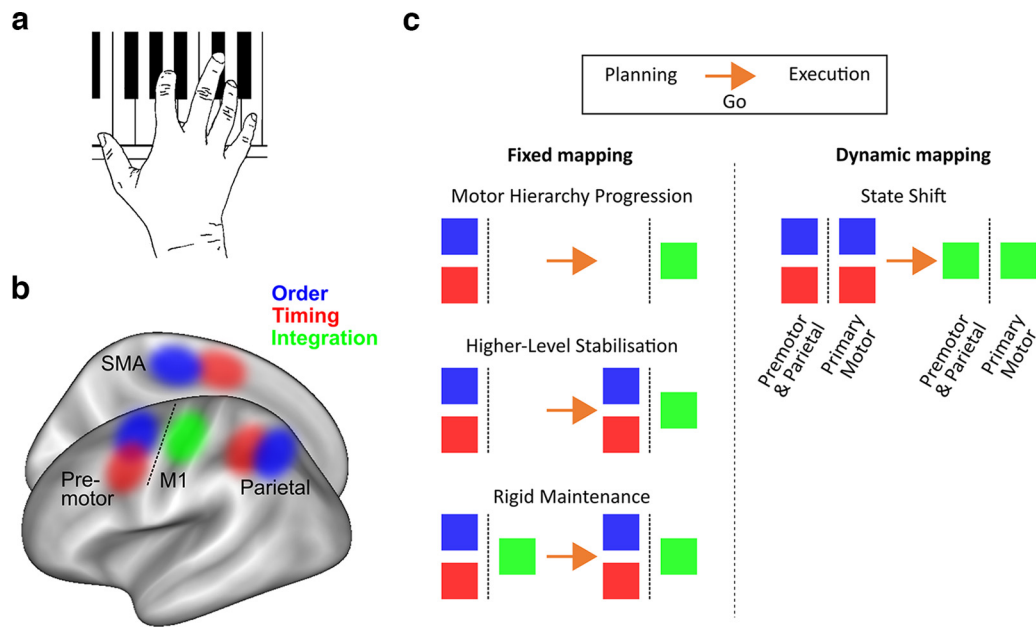 a
b
Order
Timing
Integration
SMA
Pre-
motor
M1
Parietal
c
Planning
Execution
Go
Fixed mapping
Dynamic mapping
Motor Hierarchy Progression
State Shift
Higher-Level Stabilisation
Rigid Maintenance
Premotor
& Parietal
Primary
Motor
Premotor
& Parietal
Primary
Motor